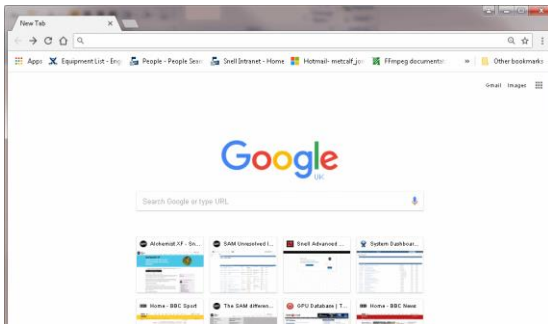 New Tab
Apps Equipment List - Eng People - People Sear Snell Intranet - Home Hotmail- metcalf_jo Ffmpeg documents » Other bookmarks
Gmail Images
Google
UK
Search Google or type URL
Alchemist XF - Sn... SAM Unresolved I... Snell Advanced ... System Dashboar...
Home - BBC Sport The SAM differen... GPU Database | T... Home - BBC News